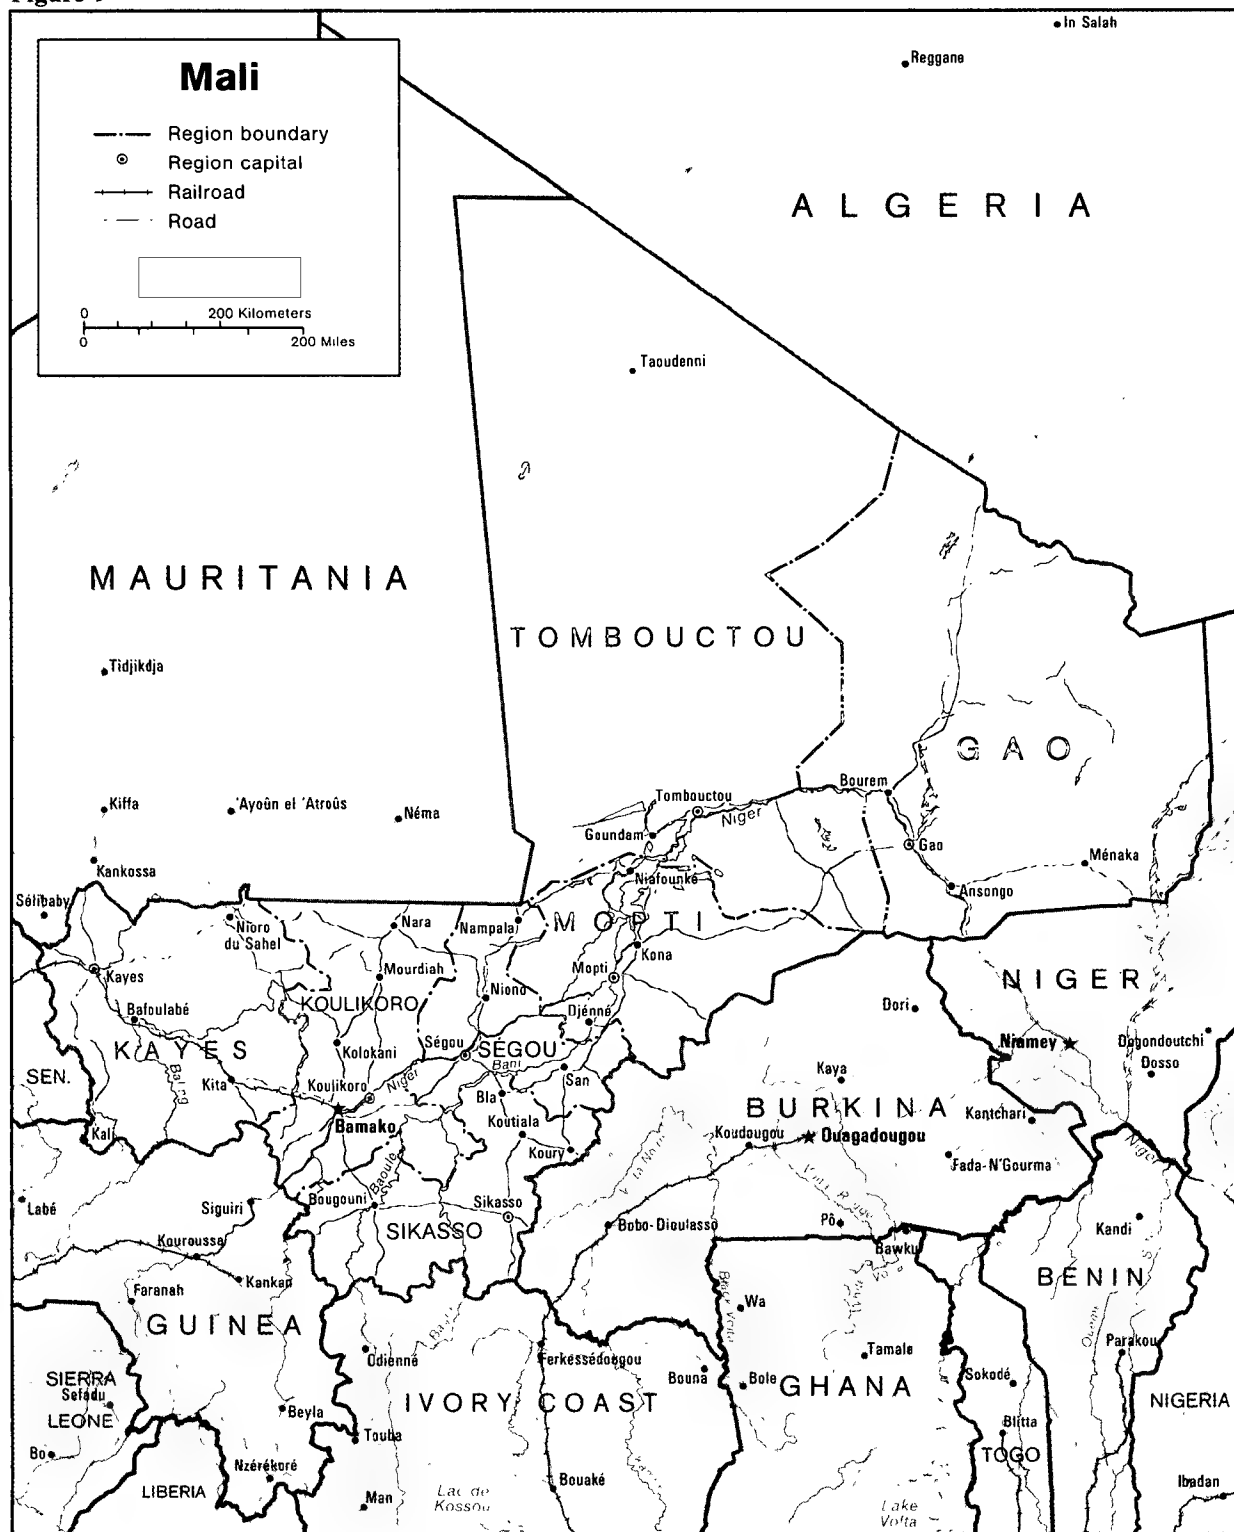 In Salah
Reggane
Mali
Region boundary
Region capital
Railroad
Road
0 200 Kilometers
0 200 Miles
ALGERIA
Taoudenni
MAURITANIA
TOMBOUCTOU
Tidjikdja
GAO
Kiffa
'Ayoûn el 'Atroûs
Néma
Tombouctou
Bourem
Niger
Goundam
Gao
Kankossa
Niafounké
Ménaka
Ansongo
Sélibaby
Nioro
du Sahel
Nara
Nampala
MOPTI
Kona
Kayes
Mourdiah
Mopti
NIGER
Niono
KOULIKORO
Bafoulabé
Djénné
Dori
KAYES
Kolokani
Ségou
SÉGOU
Niamey
Dogondoutchi
Dosso
SEN.
Bafing
Kita
Koulikoro
Niger
Bani
San
Kaya
Bla
BURKINA
Kantchari
Bamako
Koutiala
Koudougou
Ouagadougou
Kali
Koury
Niger
Fada-N'Gourma
Baoule
Labé
Siguiri
Bougouni
Sikasso
SIKASSO
Bobo-Dioulasso
Pô
Bawku
Kandi
Kouroussa
Kankan
Faranah
BENIN
GUINEA
Wa
Odienné
Ferkessédougou
Tamale
Parakou
SIERRA
Sefadu
LEONE
Bouna
Bole
GHANA
Sokodé
NIGERIA
IVORY COAST
Beyla
Touba
Blitta
Bo
TOGO
Nzérékoré
LIBERIA
Man
Lac de
Kossou
Bouaké
Lake
Volta
Ibadan